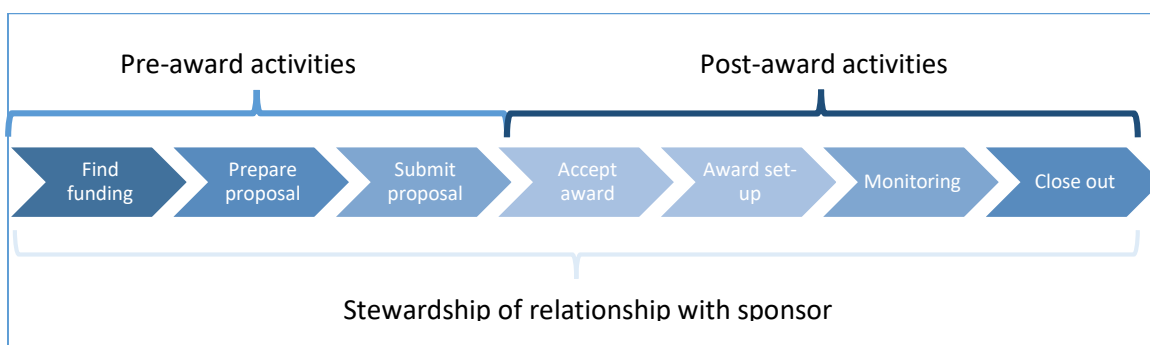 Pre-award activities
Post-award activities
Find
funding
Prepare
proposal
Submit
proposal
Accept
award
Award set-
up
Monitoring
Close out
Stewardship of relationship with sponsor